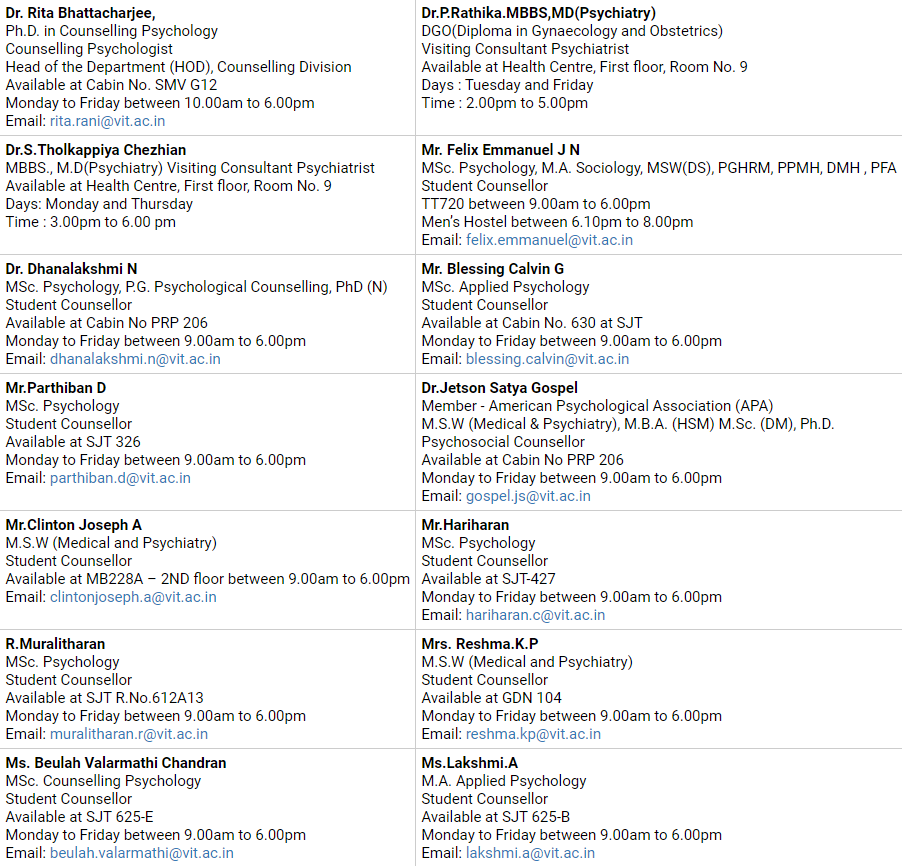 Dr. Rita Bhattacharjee,
Ph.D. in Counselling Psychology
Counselling Psychologist
Head of the Department (HOD), Counselling Division
Available at Cabin No. SMV G12
Monday to Friday between 10.00am to 6.00pm
Email: rita.rani@vit.ac.in
Dr.P.Rathika.MBBS,MD(Psychiatry)
DGO(Diploma in Gynaecology and Obstetrics)
Visiting Consultant Psychiatrist
Available at Health Centre, First floor, Room No. 9
Days : Tuesday and Friday
Time : 2.00pm to 5.00pm
Dr.S.Tholkappiya Chezhian
MBBS., M.D(Psychiatry) Visiting Consultant Psychiatrist
Available at Health Centre, First floor, Room No. 9
Days: Monday and Thursday
Time : 3.00pm to 6.00 pm
Mr. Felix Emmanuel J N
MSc. Psychology, M.A. Sociology, MSW(DS), PGHRM, PPMH, DMH , PFA
Student Counsellor
TT720 between 9.00am to 6.00pm
Men’s Hostel between 6.10pm to 8.00pm
Email: felix.emmanuel@vit.ac.in
Dr. Dhanalakshmi N
MSc. Psychology, P.G. Psychological Counselling, PhD (N)
Student Counsellor
Available at Cabin No PRP 206
Monday to Friday between 9.00am to 6.00pm
Email: dhanalakshmi.n@vit.ac.in
Mr. Blessing Calvin G
MSc. Applied Psychology
Student Counsellor
Available at Cabin No. 630 at SJT
Monday to Friday between 9.00am to 6.00pm
Email: blessing.calvin@vit.ac.in
Mr.Parthiban D
MSc. Psychology
Student Counsellor
Available at SJT 326
Monday to Friday between 9.00am to 6.00pm
Email: parthiban.d@vit.ac.in
Dr.Jetson Satya Gospel
Member - American Psychological Association (APA)
M.S.W (Medical & Psychiatry), M.B.A. (HSM) M.Sc. (DM), Ph.D.
Psychosocial Counsellor
Available at Cabin No PRP 206
Monday to Friday between 9.00am to 6.00pm
Email: gospel.js@vit.ac.in
Mr.Clinton Joseph A
M.S.W (Medical and Psychiatry)
Student Counsellor
Available at MB228A – 2ND floor between 9.00am to 6.00pm
Email: clintonjoseph.a@vit.ac.in
Mr.Hariharan
MSc. Psychology
Student Counsellor
Available at SJT-427
Monday to Friday between 9.00am to 6.00pm
Email: hariharan.c@vit.ac.in
R.Muralitharan
MSc. Psychology
Student Counsellor
Available at SJT R.No.612A13
Monday to Friday between 9.00am to 6.00pm
Email: muralitharan.r@vit.ac.in
Mrs. Reshma.K.P
M.S.W (Medical and Psychiatry)
Student Counsellor
Available at GDN 104
Monday to Friday between 9.00am to 6.00pm
Email: reshma.kp@vit.ac.in
Ms. Beulah Valarmathi Chandran
MSc. Counselling Psychology
Student Counsellor
Available at SJT 625-E
Monday to Friday between 9.00am to 6.00pm
Email: beulah.valarmathi@vit.ac.in
Ms.Lakshmi.A
M.A. Applied Psychology
Student Counsellor
Available at SJT 625-B
Monday to Friday between 9.00am to 6.00pm
Email: lakshmi.a@vit.ac.in